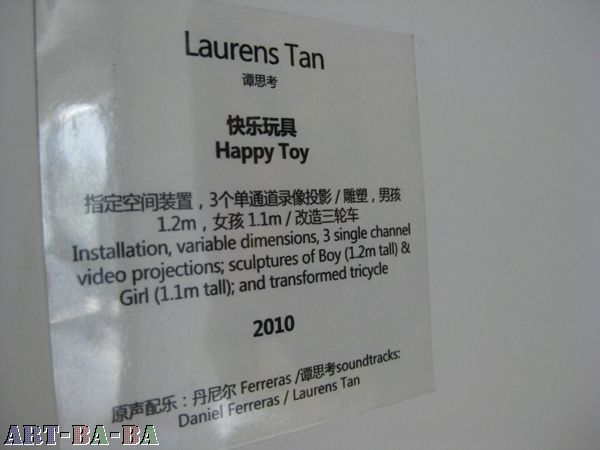 Laurens Tan
谭思考
快乐玩具
Happy Toy
指定空间装置，3个单通道录像投影 / 雕塑，男孩
1.2m，女孩 1.1m / 改造三轮车
Installation, variable dimensions, 3 single channel
video projections; sculptures of Boy (1.2m tall) &
Girl (1.1m tall); and transformed tricycle
2010
原声配乐：丹尼尔 Ferreras /谭思考soundtracks:
Daniel Ferreras / Laurens Tan
ART-BA-BA